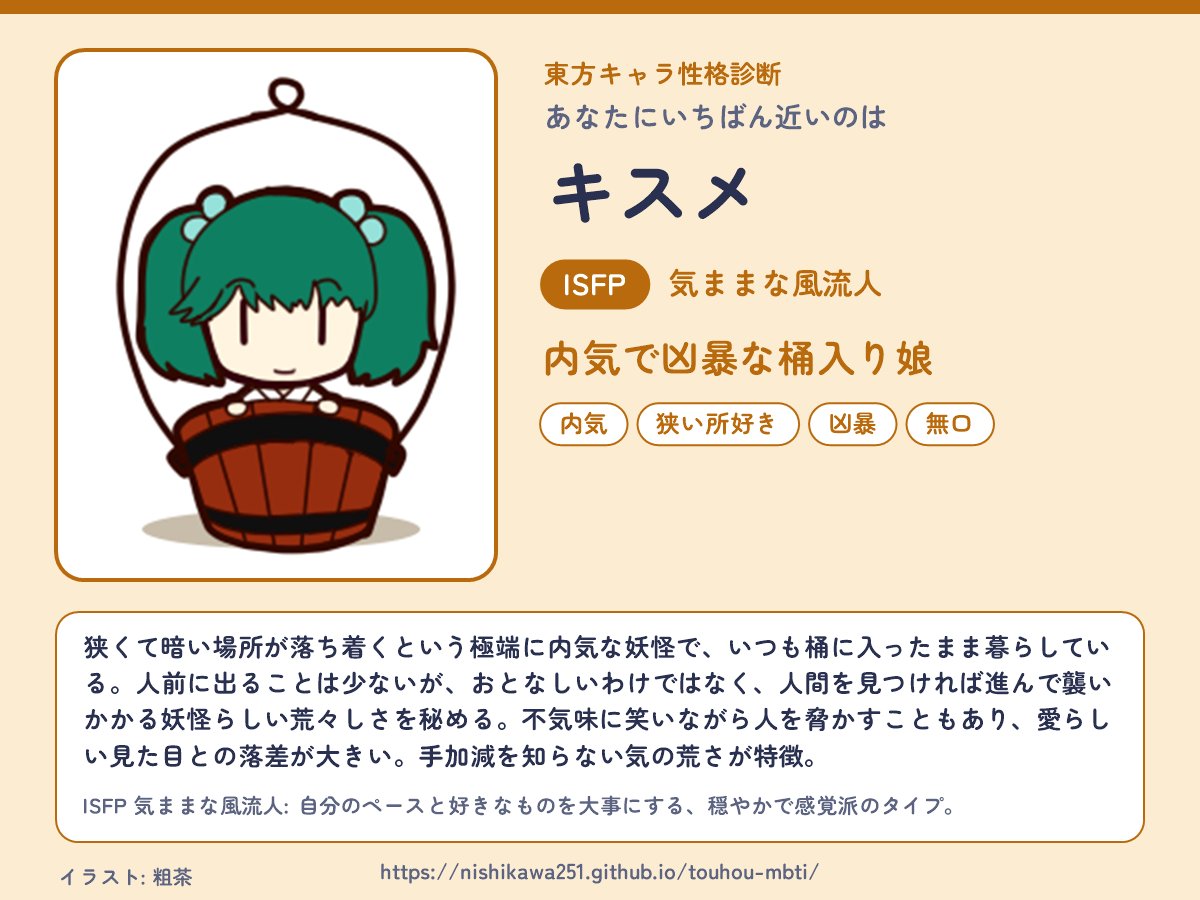 東方キャラ性格診断
あなたにいちばん近いのは
キスメ
ISFP 気ままな風流人
内気で凶暴な桶入り娘
内気 狭い所好き 凶暴 無口
狭くて暗い場所が落ち着くという極端に内気な妖怪で、いつも桶に入ったまま暮らしてい
る。人前に出ることは少ないが、おとなしいわけではなく、人間を見つければ進んで襲い
かかる妖怪らしい荒々しさを秘める。不気味に笑いながら人を脅かすこともあり、愛らし
い見た目との落差が大きい。手加減を知らない気の荒さが特徴。
ISFP 気ままな風流人: 自分のペースと好きなものを大事にする、穏やかで感覚派のタイプ。
イラスト: 粗茶
https://nishikawa251.github.io/touhou-mbti/